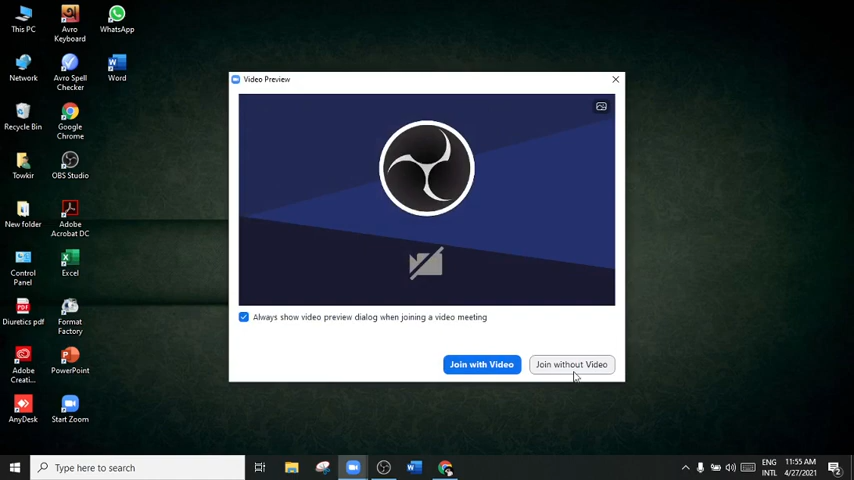 This PC
Avro
Keyboard
WhatsApp
Network
Avro Spell
Checker
Word
Recycle Bin
Google
Chrome
Towkir
OBS Studio
New folder
Adobe
Acrobat DC
Control
Panel
Excel
Diuretics pdf
Format
Factory
Adobe
Creati...
PowerPoint
AnyDesk
Start Zoom
Video Preview
Always show video preview dialog when joining a video meeting
Join with Video
Join without Video
Type here to search
ENG
INTL
11:55 AM
4/27/2021
2